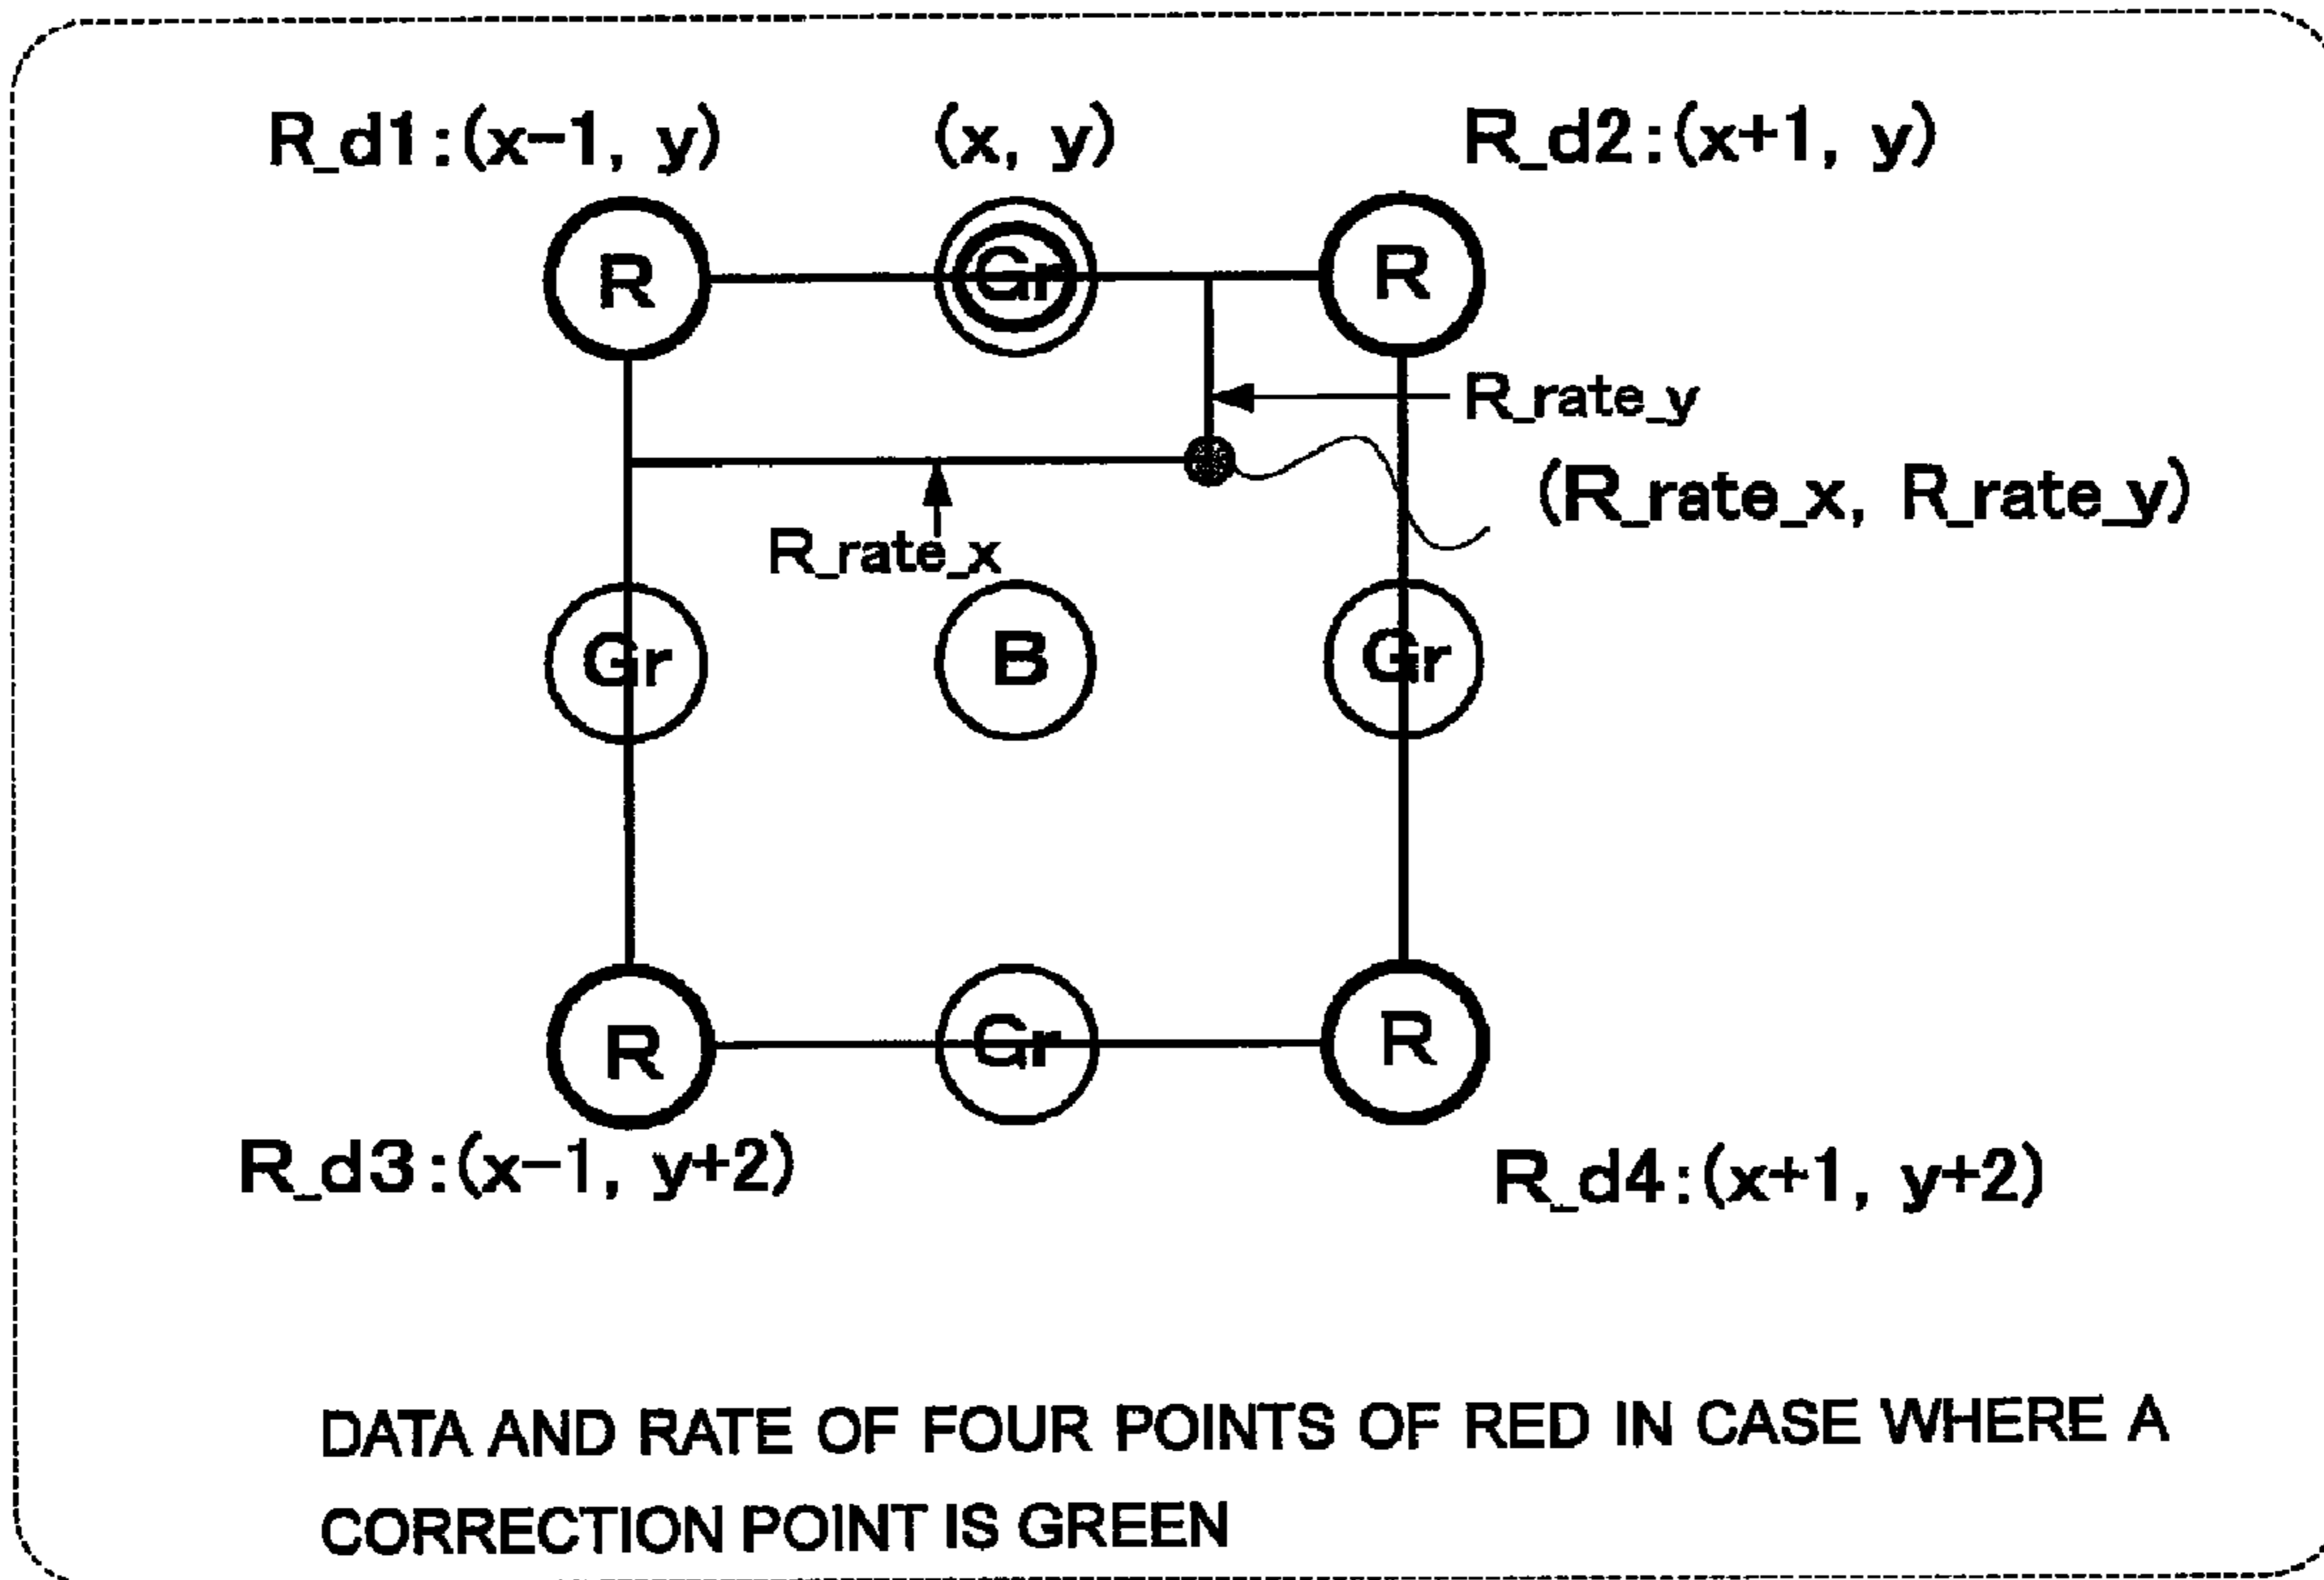 R_d1:(x-1, y) (x, y) R_d2:(x+1, y)
R Gr R
R_rate_y
(R_rate_x, R_rate_y)
R_rate_x
Gr B Gr
R Gr R
R_d3:(x-1, y+2) R_d4:(x+1, y+2)
DATA AND RATE OF FOUR POINTS OF RED IN CASE WHERE A
CORRECTION POINT IS GREEN